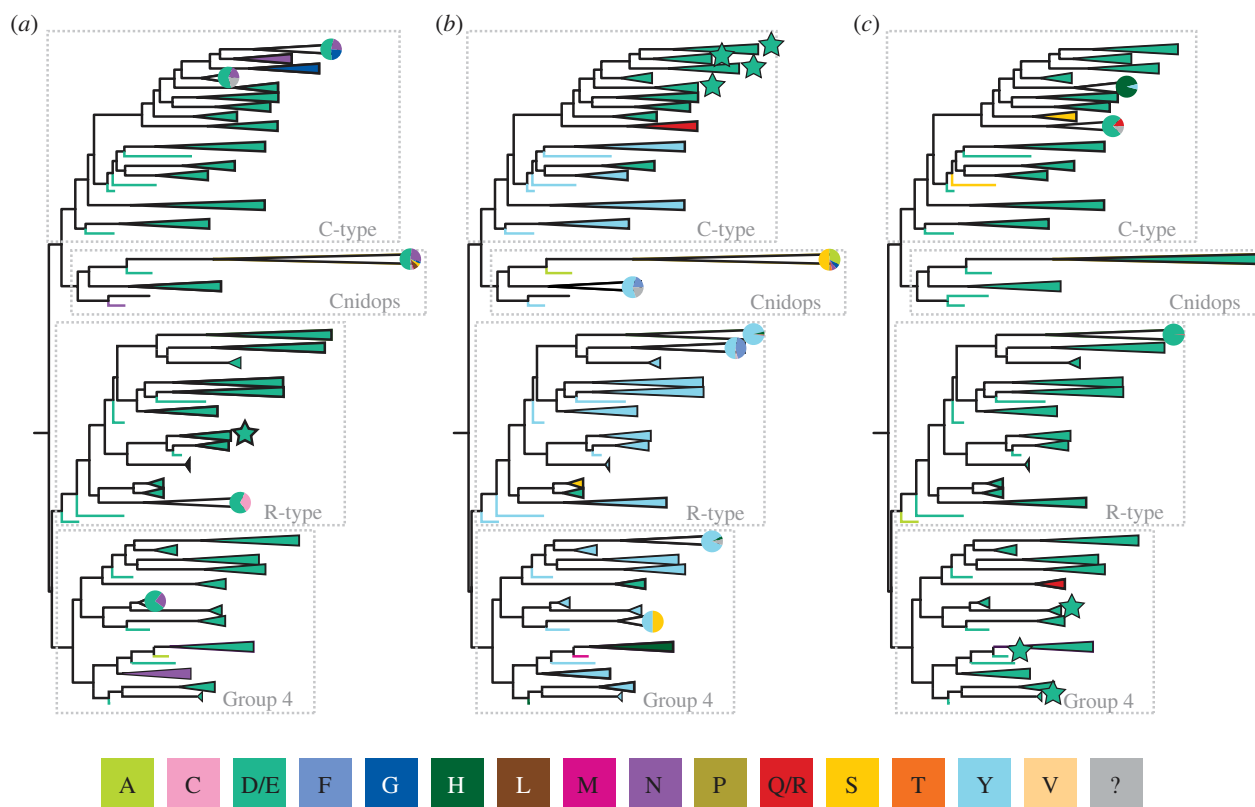 (a)
(b)
(c)
C-type
C-type
C-type
Cnidops
Cnidops
Cnidops
R-type
R-type
R-type
Group 4
Group 4
Group 4
A C D/E F G H L M N P Q/R S T Y V ?